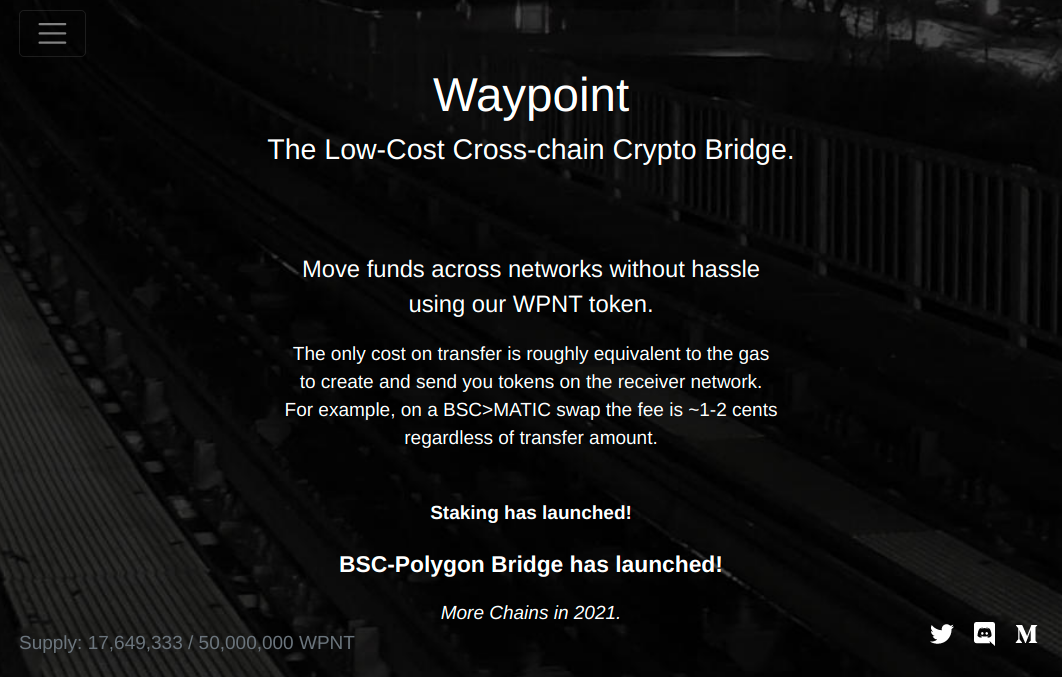 Waypoint
The Low-Cost Cross-chain Crypto Bridge.
Move funds across networks without hassle
using our WPNT token.
The only cost on transfer is roughly equivalent to the gas
to create and send you tokens on the receiver network.
For example, on a BSC>MATIC swap the fee is ~1-2 cents
regardless of transfer amount.
Staking has launched!
BSC-Polygon Bridge has launched!
More Chains in 2021.
Supply: 17,649,333 / 50,000,000 WPNT
M